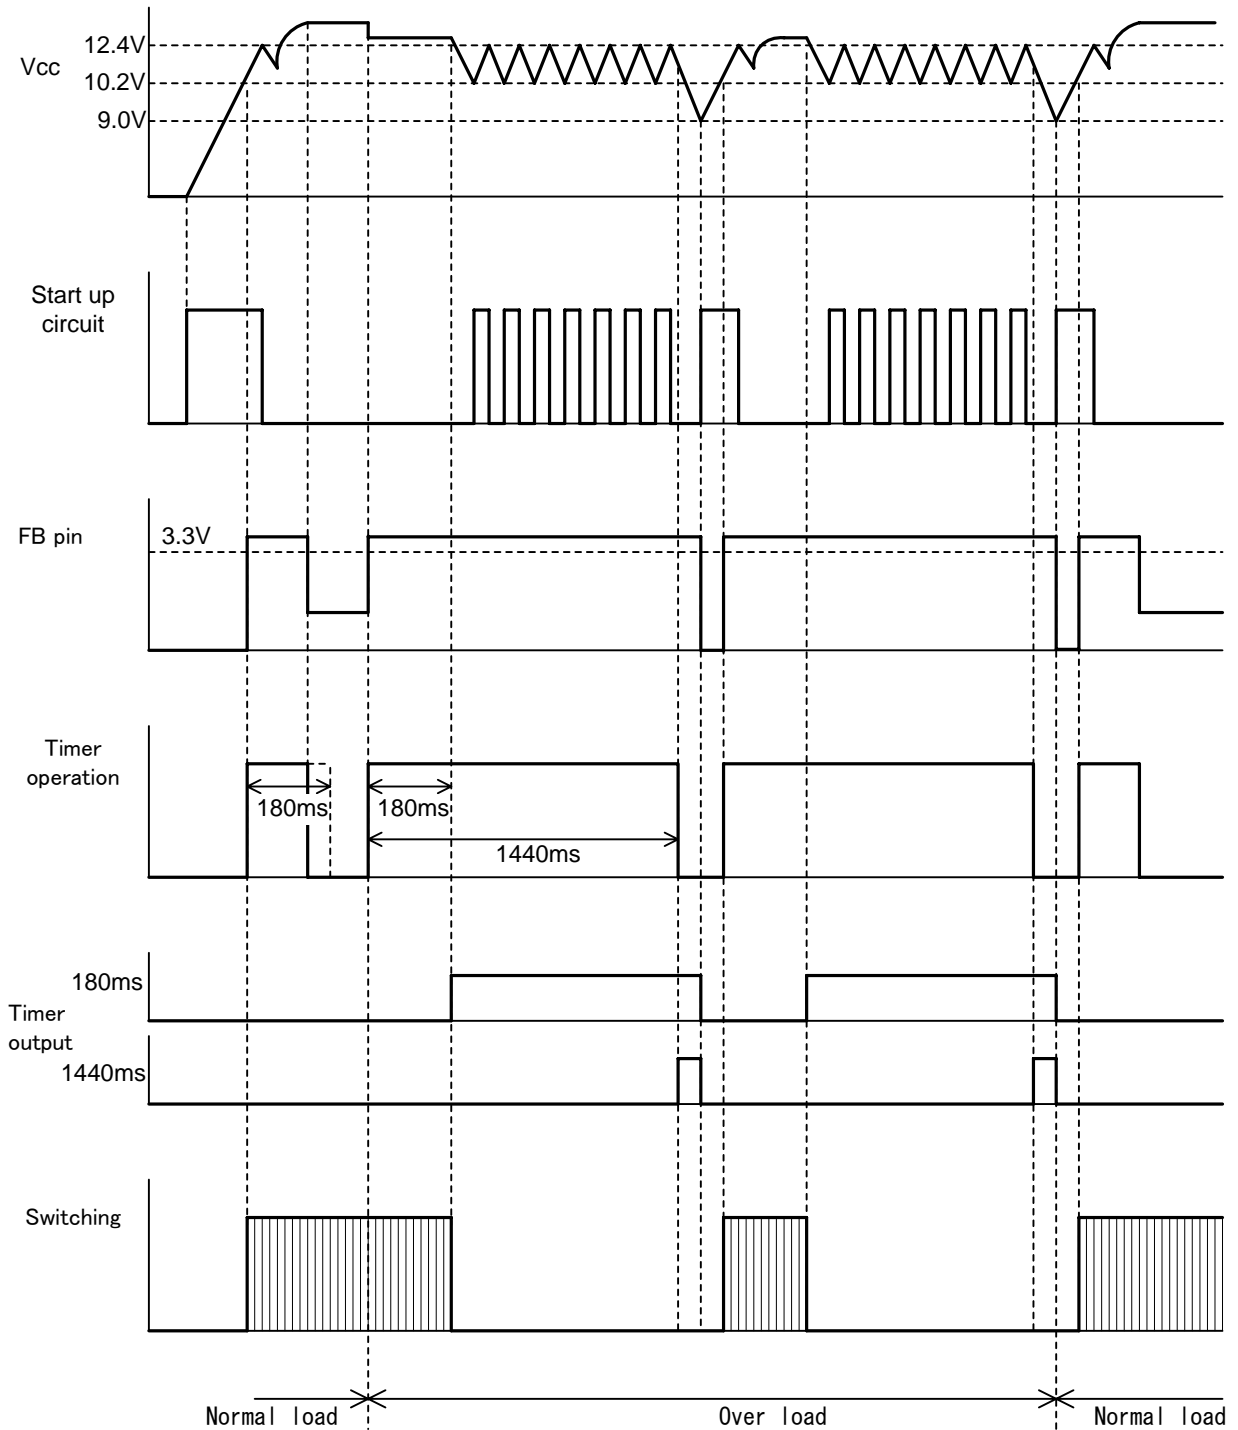 12.4V
Vcc
10.2V
9.0V
Start up
circuit
FB pin
3.3V
Timer
operation
180ms
180ms
1440ms
180ms
Timer
output
1440ms
Switching
Normal load
Over load
Normal load